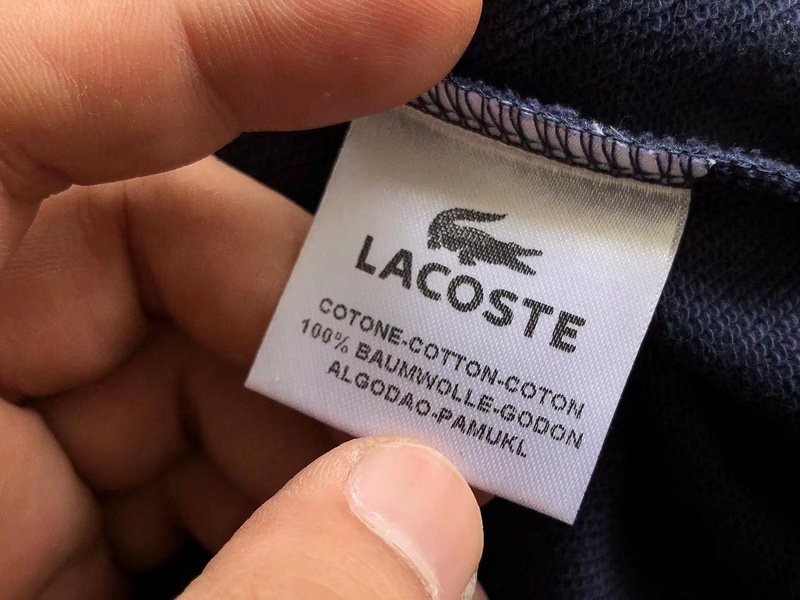 LACOSTE
COTONE-COTTON-COTON
100% BAUMWOLLE-GODON
ALGODAO-PAMUKL